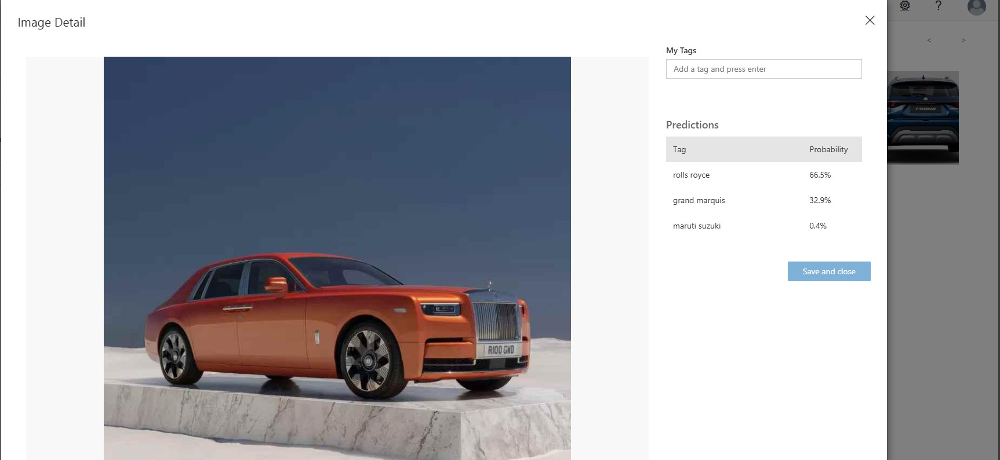 Image Detail
My Tags
Add a tag and press enter
Predictions
Tag Probability
rolls royce 66.5%
grand marquis 32.9%
maruti suzuki 0.4%
Save and close
R100 GWD
?
< >
FRONX